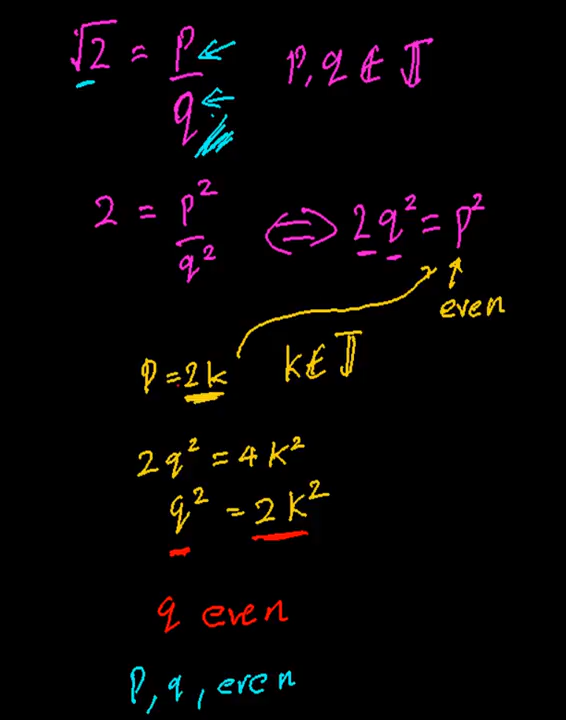 √2 = p/q   p, q ∈ J
2 = p²/q² ⟺ 2q² = p²
even
p = 2k   k ∈ J
2q² = 4k²
q² = 2k²
q even
p, q, even